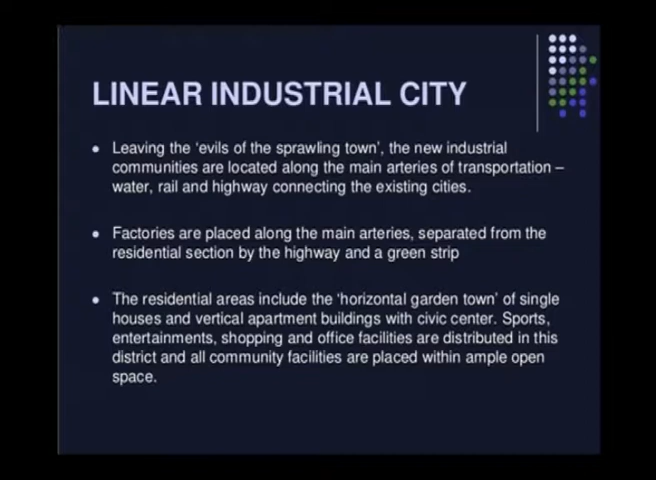 LINEAR INDUSTRIAL CITY
Leaving the 'evils of the sprawling town', the new industrial
communities are located along the main arteries of transportation –
water, rail and highway connecting the existing cities.
Factories are placed along the main arteries, separated from the
residential section by the highway and a green strip
The residential areas include the 'horizontal garden town' of single
houses and vertical apartment buildings with civic center. Sports,
entertainments, shopping and office facilities are distributed in this
district and all community facilities are placed within ample open
space.